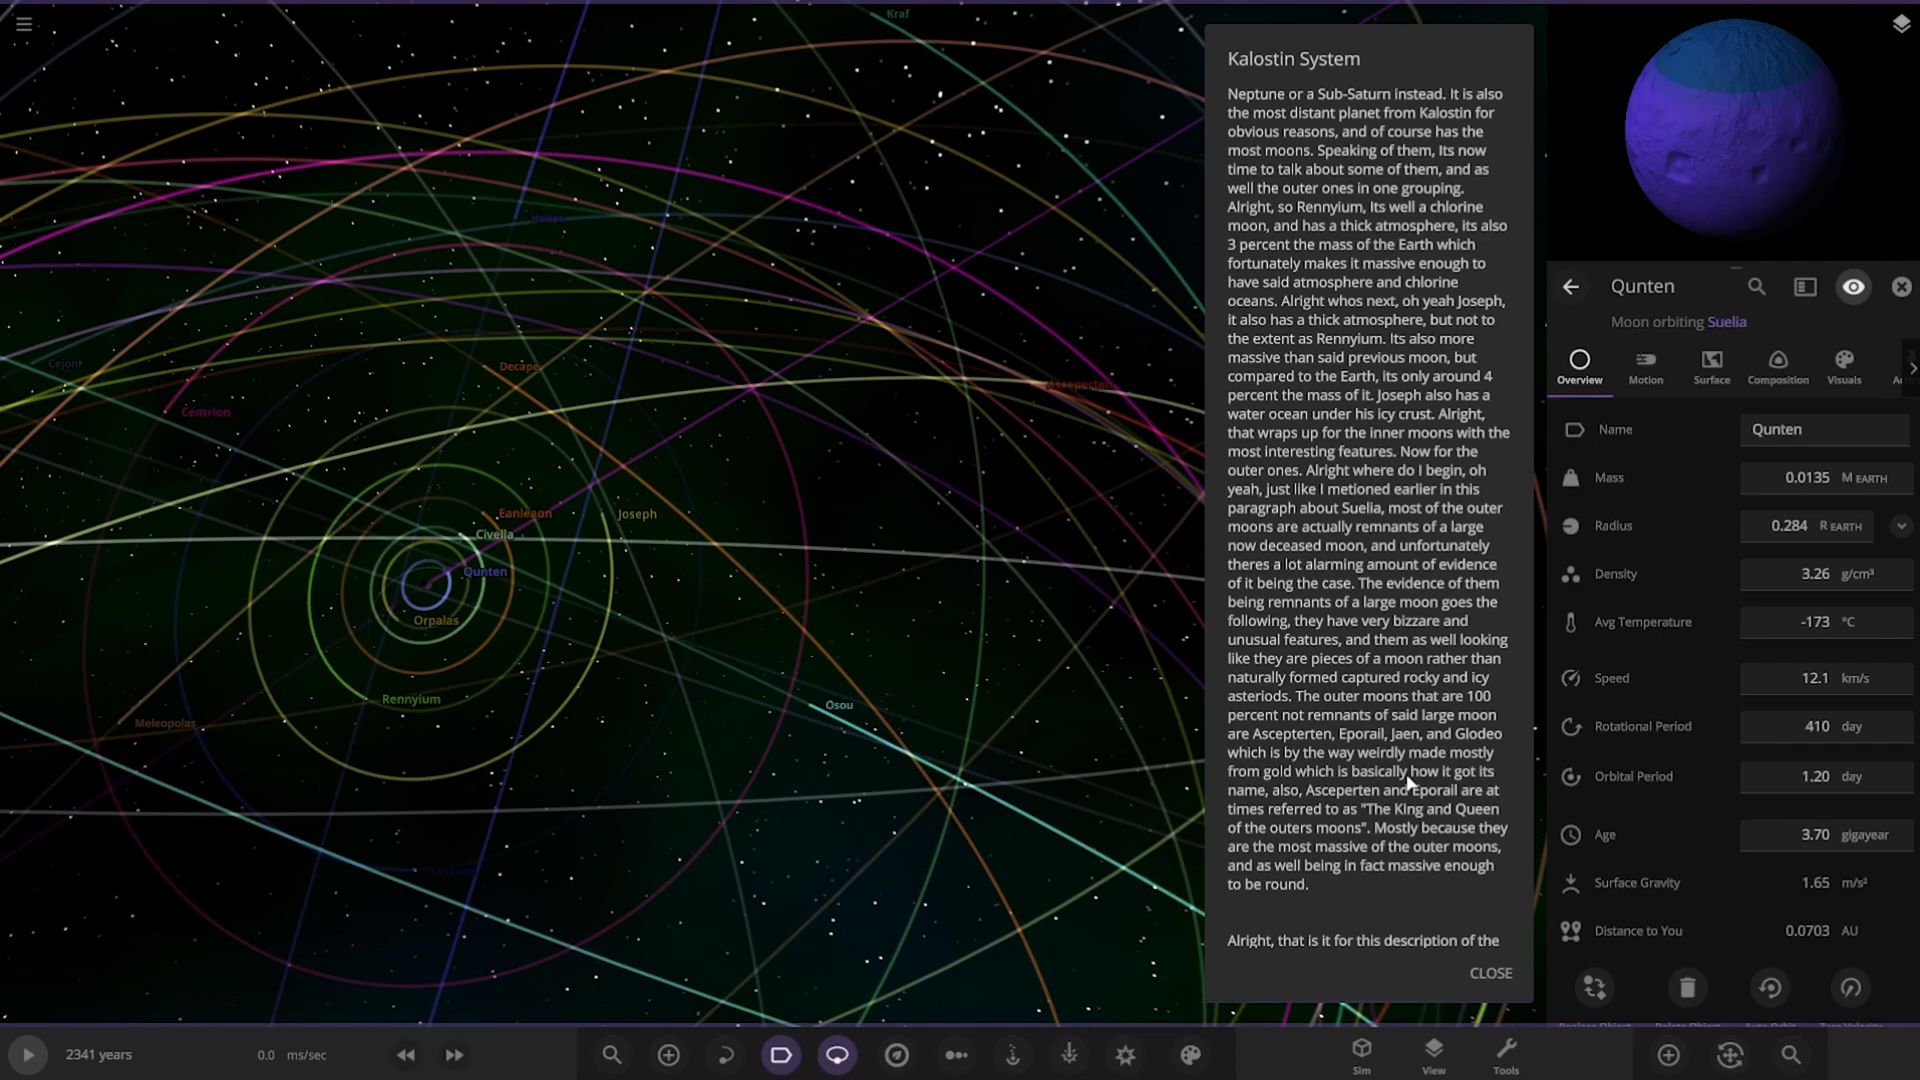 Kraf
Heleps
Cejoni
Decape
Asceperten
Cemrion
Eanleaon
Joseph
Civella
Qunten
Orpalas
Rennyium
Osou
Meleopolas
Kalostin System
Neptune or a Sub-Saturn instead. It is also
the most distant planet from Kalostin for
obvious reasons, and of course has the
most moons. Speaking of them, Its now
time to talk about some of them, and as
well the outer ones in one grouping.
Alright, so Rennyium, Its well a chlorine
moon, and has a thick atmosphere, its also
3 percent the mass of the Earth which
fortunately makes it massive enough to
have said atmosphere and chlorine
oceans. Alright whos next, oh yeah Joseph,
it also has a thick atmosphere, but not to
the extent as Rennyium. Its also more
massive than said previous moon, but
compared to the Earth, its only around 4
percent the mass of it. Joseph also has a
water ocean under his icy crust. Alright,
that wraps up for the inner moons with the
most interesting features. Now for the
outer ones. Alright where do I begin, oh
yeah, just like I metioned earlier in this
paragraph about Suelia, most of the outer
moons are actually remnants of a large
now deceased moon, and unfortunately
theres a lot alarming amount of evidence
of it being the case. The evidence of them
being remnants of a large moon goes the
following, they have very bizzare and
unusual features, and them as well looking
like they are pieces of a moon rather than
naturally formed captured rocky and icy
asteriods. The outer moons that are 100
percent not remnants of said large moon
are Ascepterten, Eporail, Jaen, and Glodeo
which is by the way weirdly made mostly
from gold which is basically how it got its
name, also, Asceperten and Eporail are at
times referred to as "The KIng and Queen
of the outers moons". Mostly because they
are the most massive of the outer moons,
and as well being in fact massive enough
to be round.
Alright, that is it for this description of the
CLOSE
Qunten
Moon orbiting Suelia
Overview
Motion
Surface
Composition
Visuals
Name
Qunten
Mass
0.0135 M EARTH
Radius
0.284 R EARTH
Density
3.26 g/cm³
Avg Temperature
-173 °C
Speed
12.1 km/s
Rotational Period
410 day
Orbital Period
1.20 day
Age
3.70 gigayear
Surface Gravity
1.65 m/s²
Distance to You
0.0703 AU
2341 years
0.0 ms/sec
Sim
View
Tools